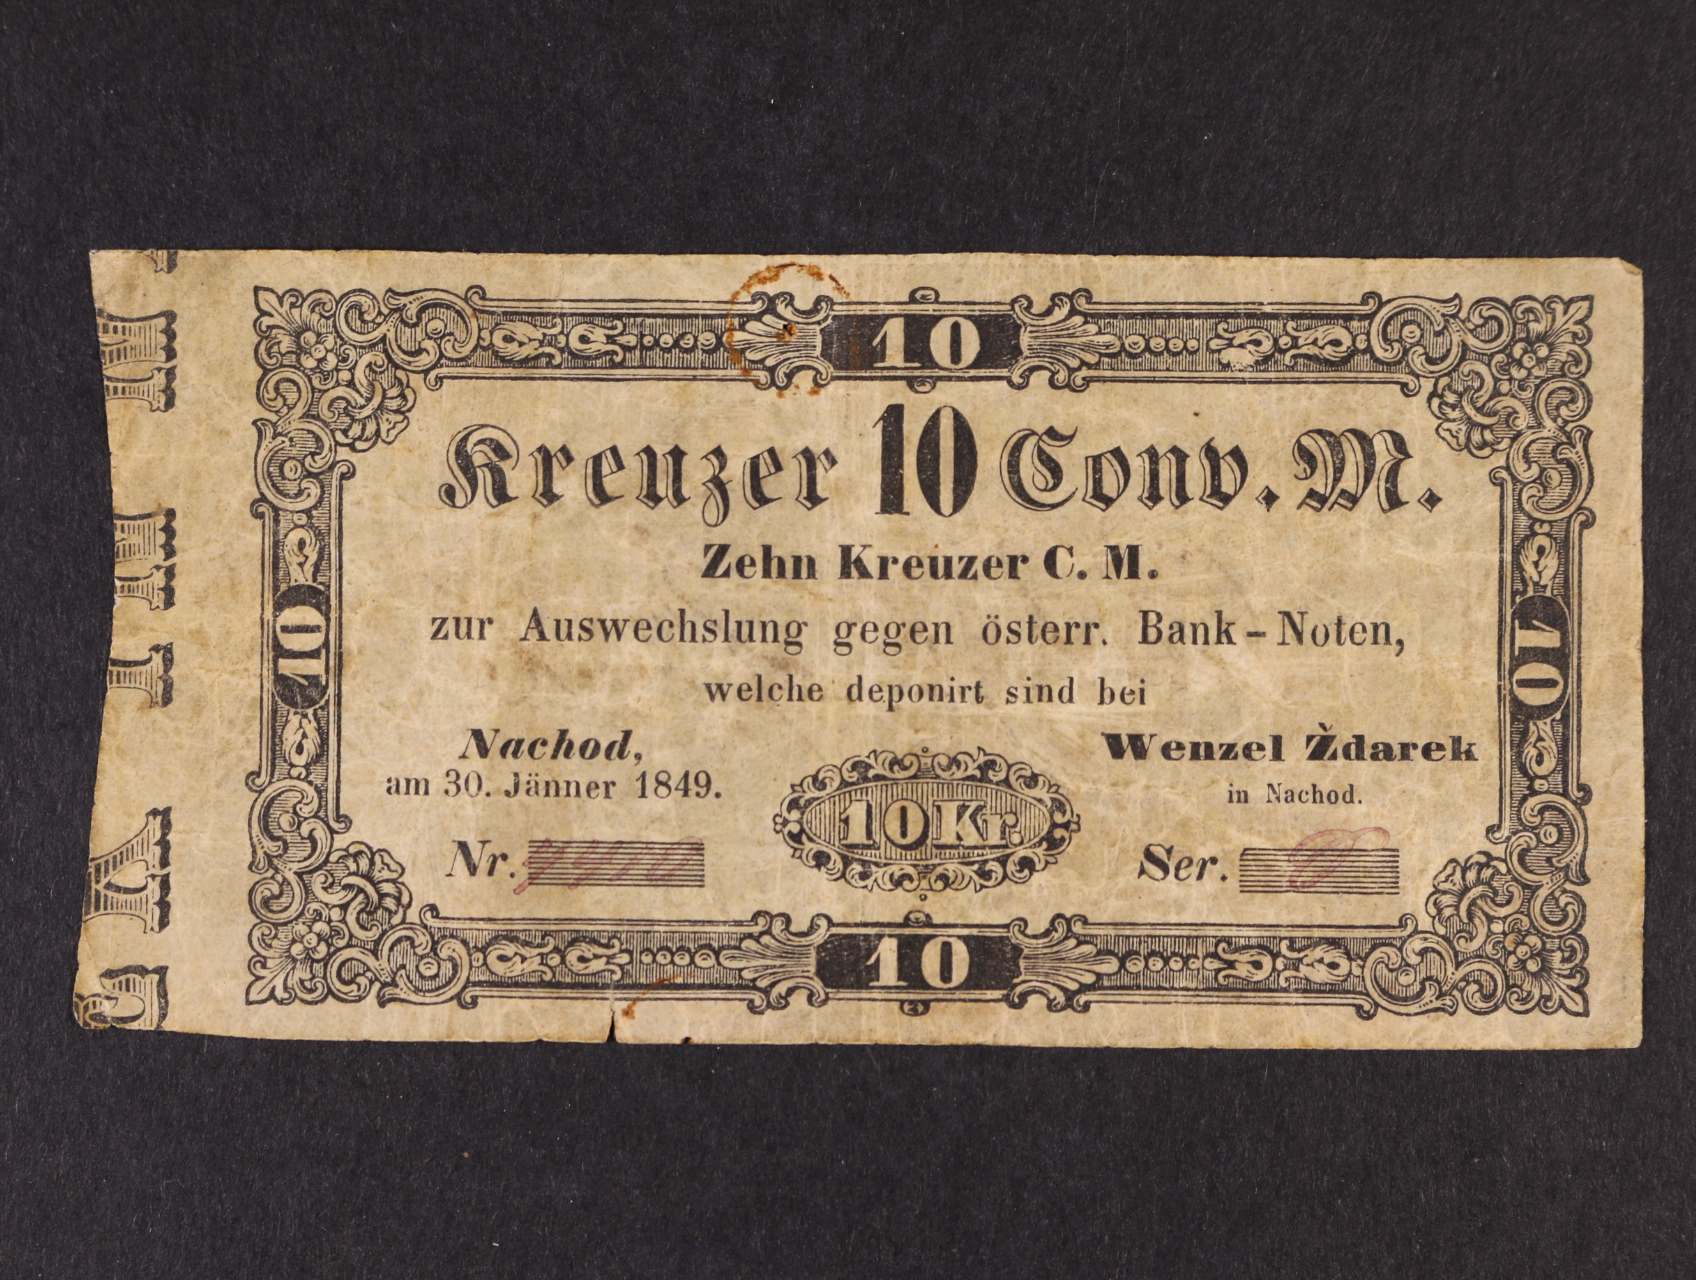 10
Kreuzer 10 Conv. M.
Zehn Kreuzer C. M.
zur Auswechslung gegen österr. Bank-Noten,
welche deponirt sind bei
Nachod,
am 30. Jänner 1849.
Wenzel Ždarek
in Nachod.
10 Kr.
Nr.
Ser.
10
10
10